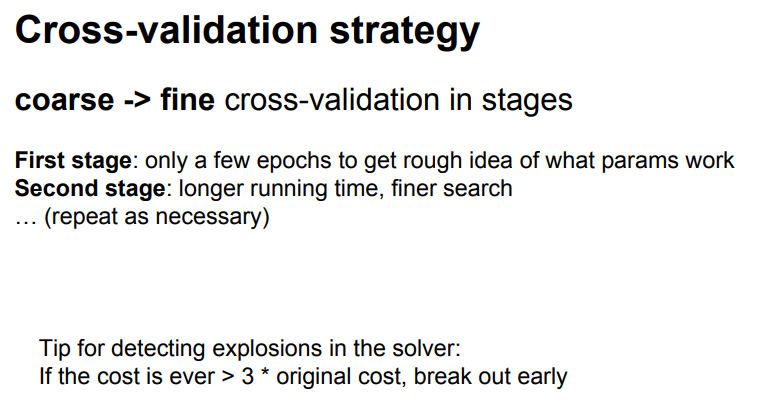 Cross-validation strategy
coarse -> fine cross-validation in stages
First stage: only a few epochs to get rough idea of what params work
Second stage: longer running time, finer search
… (repeat as necessary)
Tip for detecting explosions in the solver:
If the cost is ever > 3 * original cost, break out early